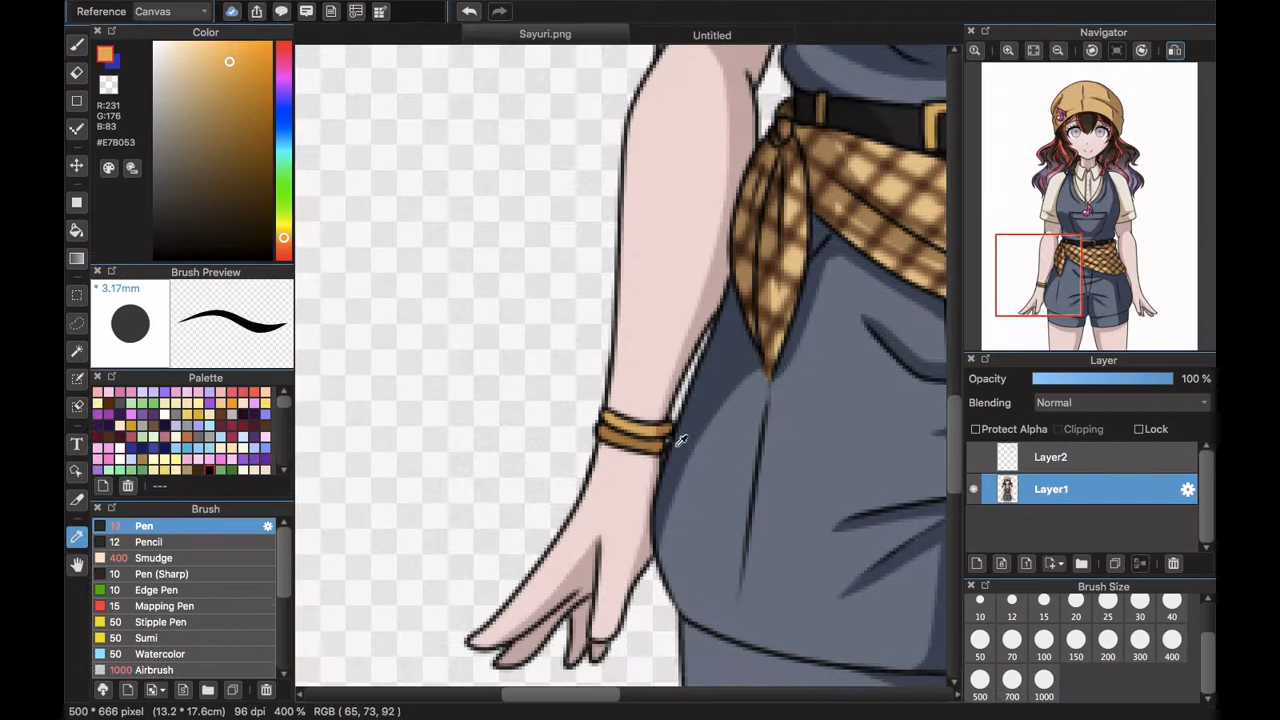 Reference Canvas
Sayuri.png
Untitled
Color
R:231
G:176
B:83
#E7B053
Brush Preview
* 3.17mm
Palette
---
Brush
12 Pen
12 Pencil
400 Smudge
10 Pen (Sharp)
10 Edge Pen
15 Mapping Pen
50 Stipple Pen
50 Sumi
50 Watercolor
1000 Airbrush
Navigator
Layer
Opacity 100 %
Blending Normal
Protect Alpha Clipping Lock
Layer2
Layer1
Brush Size
10 12 15 20 25 30 40
50 70 100 150 200 300 400
500 700 1000
500 * 666 pixel (13.2 * 17.6cm) 96 dpi 400 % RGB ( 65, 73, 92 )